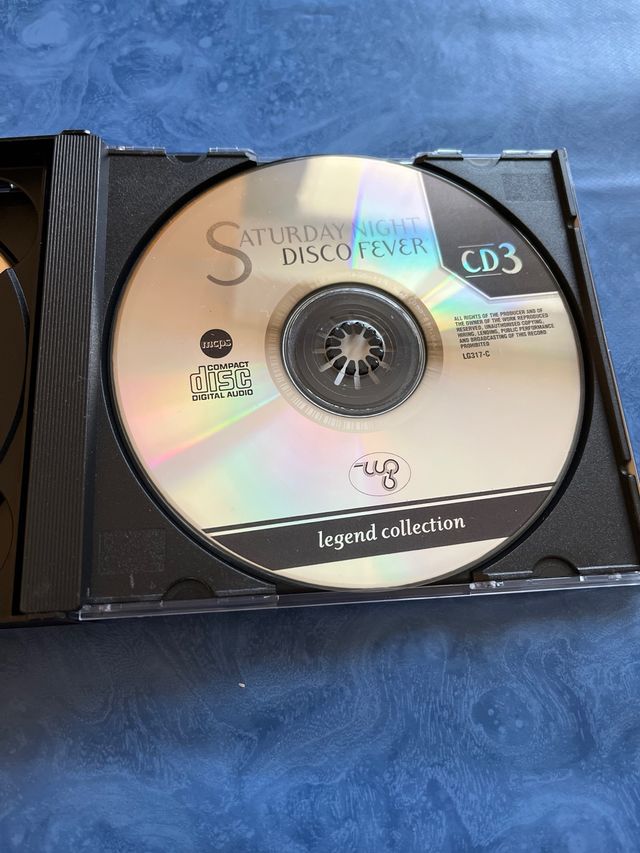 SATURDAY NIGHT
DISCO FEVER
CD3
ALL RIGHTS OF THE PRODUCER AND OF
THE OWNER OF THE WORK REPRODUCED
RESERVED, UNAUTHORISED COPYING,
HIRING, LENDING, PUBLIC PERFORMANCE
AND BROADCASTING OF THIS RECORD
PROHIBITED
LG317-C
mcps
COMPACT
disc
DIGITAL AUDIO
legend collection